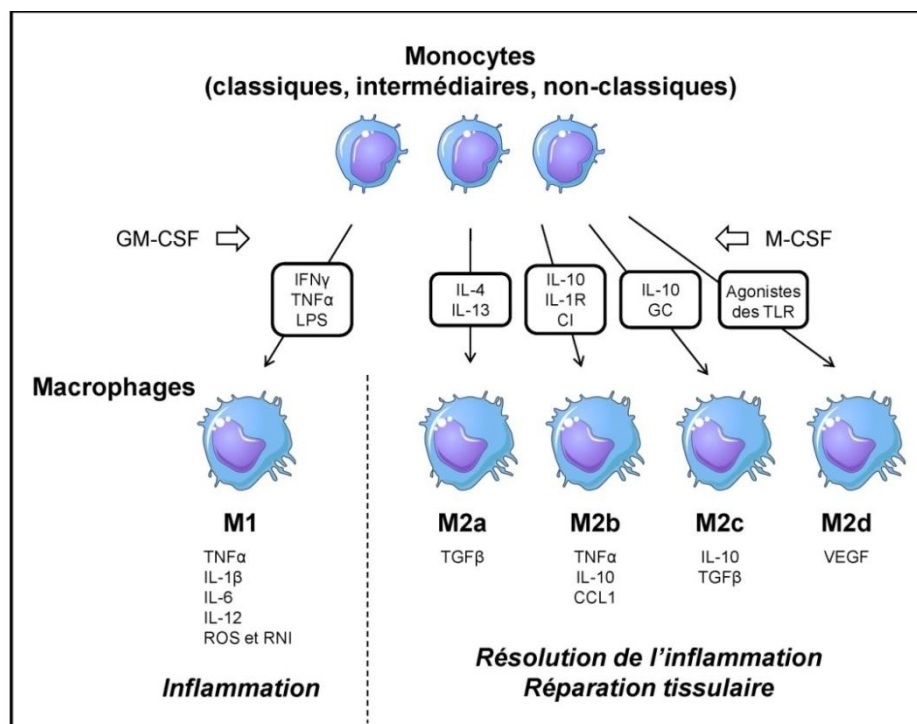 Monocytes
(classiques, intermédiaires, non-classiques)
GM-CSF
M-CSF
IFNγ
TNFα
LPS
IL-4
IL-13
IL-10
IL-1R
CI
IL-10
GC
Agonistes
des TLR
Macrophages
M1
TNFα
IL-1β
IL-6
IL-12
ROS et RNI
M2a
TGFβ
M2b
TNFα
IL-10
CCL1
M2c
IL-10
TGFβ
M2d
VEGF
Inflammation
Résolution de l'inflammation
Réparation tissulaire